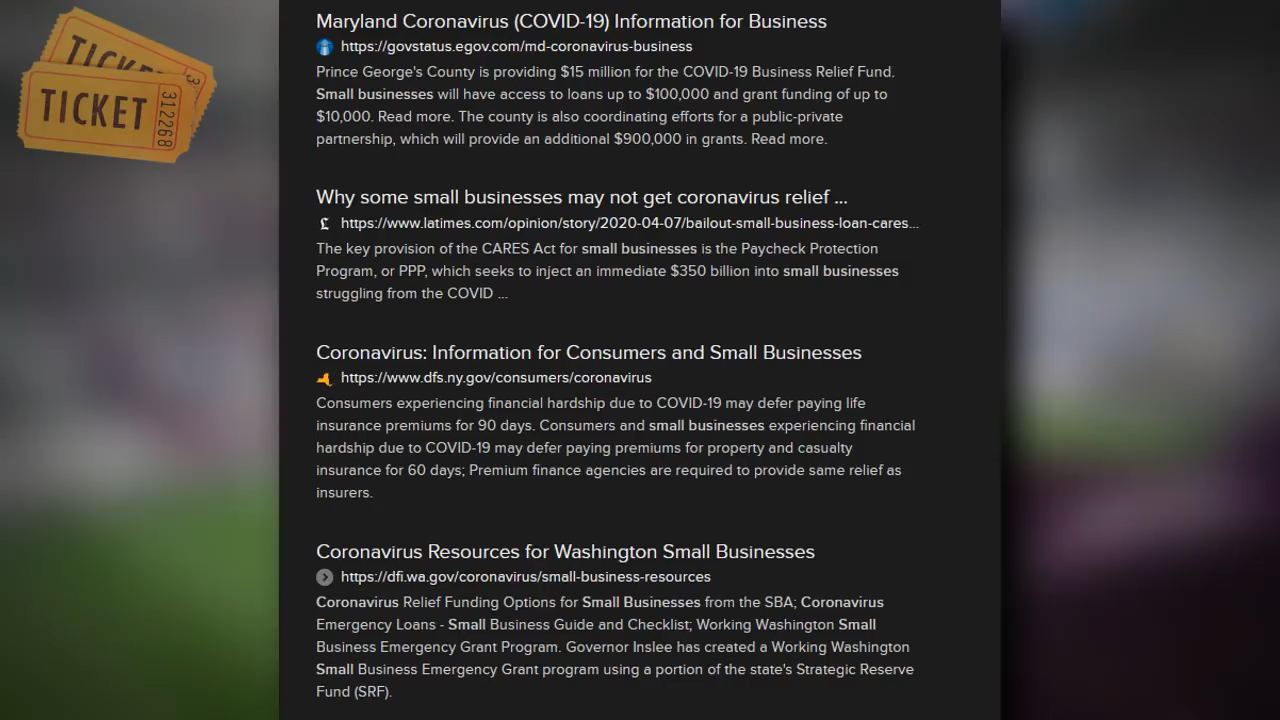 TICKET
TICKET
312268
Maryland Coronavirus (COVID-19) Information for Business
https://govstatus.egov.com/md-coronavirus-business
Prince George's County is providing $15 million for the COVID-19 Business Relief Fund.
Small businesses will have access to loans up to $100,000 and grant funding of up to
$10,000. Read more. The county is also coordinating efforts for a public-private
partnership, which will provide an additional $900,000 in grants. Read more.
Why some small businesses may not get coronavirus relief ...
https://www.latimes.com/opinion/story/2020-04-07/bailout-small-business-loan-cares...
The key provision of the CARES Act for small businesses is the Paycheck Protection
Program, or PPP, which seeks to inject an immediate $350 billion into small businesses
struggling from the COVID ...
Coronavirus: Information for Consumers and Small Businesses
https://www.dfs.ny.gov/consumers/coronavirus
Consumers experiencing financial hardship due to COVID-19 may defer paying life
insurance premiums for 90 days. Consumers and small businesses experiencing financial
hardship due to COVID-19 may defer paying premiums for property and casualty
insurance for 60 days; Premium finance agencies are required to provide same relief as
insurers.
Coronavirus Resources for Washington Small Businesses
https://dfi.wa.gov/coronavirus/small-business-resources
Coronavirus Relief Funding Options for Small Businesses from the SBA; Coronavirus
Emergency Loans - Small Business Guide and Checklist; Working Washington Small
Business Emergency Grant Program. Governor Inslee has created a Working Washington
Small Business Emergency Grant program using a portion of the state's Strategic Reserve
Fund (SRF).